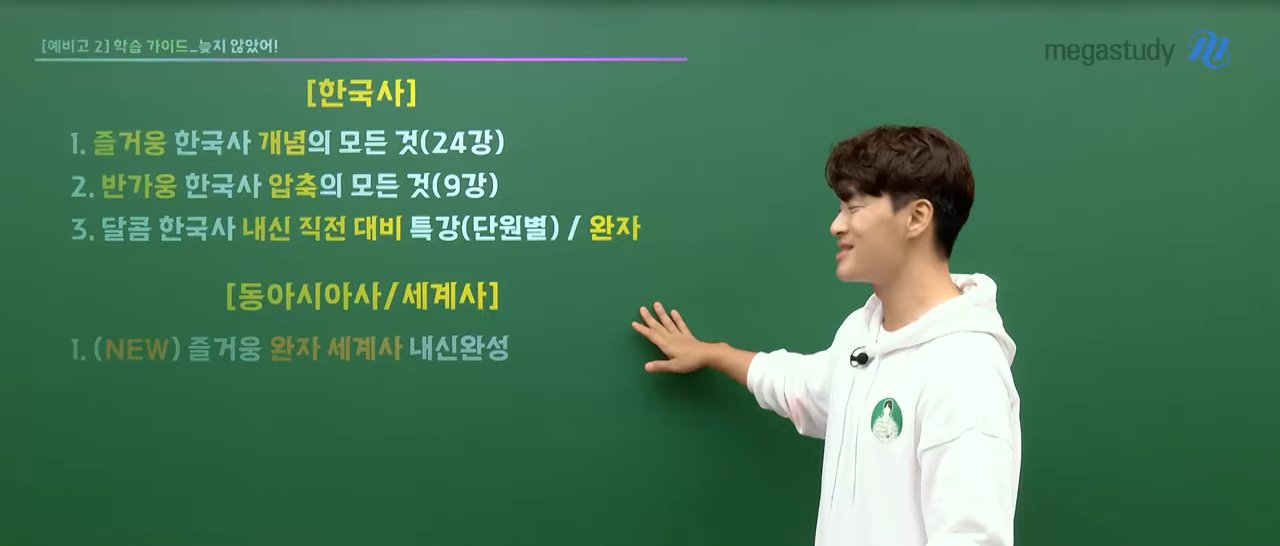 [예비고 2] 학습 가이드_늦지 않았어!
megastudy
[한국사]
1. 즐거웅 한국사 개념의 모든 것(24강)
2. 반가웅 한국사 압축의 모든 것(9강)
3. 달콤 한국사 내신 직전 대비 특강(단원별) / 완자
[동아시아사/세계사]
1. (NEW) 즐거웅 완자 세계사 내신완성